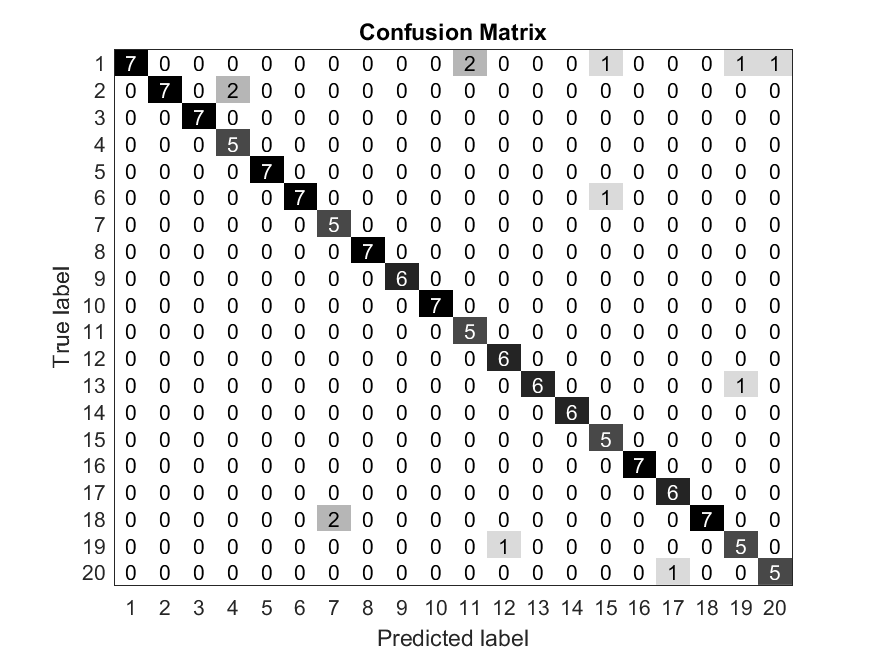 Confusion Matrix
1 7 0 0 0 0 0 0 0 0 0 2 0 0 0 1 0 0 0 1 1
2 0 7 0 2 0 0 0 0 0 0 0 0 0 0 0 0 0 0 0 0
3 0 0 7 0 0 0 0 0 0 0 0 0 0 0 0 0 0 0 0 0
4 0 0 0 5 0 0 0 0 0 0 0 0 0 0 0 0 0 0 0 0
5 0 0 0 0 7 0 0 0 0 0 0 0 0 0 0 0 0 0 0 0
6 0 0 0 0 0 7 0 0 0 0 0 0 0 0 1 0 0 0 0 0
7 0 0 0 0 0 0 5 0 0 0 0 0 0 0 0 0 0 0 0 0
8 0 0 0 0 0 0 0 7 0 0 0 0 0 0 0 0 0 0 0 0
9 0 0 0 0 0 0 0 0 6 0 0 0 0 0 0 0 0 0 0 0
10 0 0 0 0 0 0 0 0 0 7 0 0 0 0 0 0 0 0 0 0
11 0 0 0 0 0 0 0 0 0 0 5 0 0 0 0 0 0 0 0 0
12 0 0 0 0 0 0 0 0 0 0 0 6 0 0 0 0 0 0 0 0
13 0 0 0 0 0 0 0 0 0 0 0 0 6 0 0 0 0 0 1 0
14 0 0 0 0 0 0 0 0 0 0 0 0 0 6 0 0 0 0 0 0
15 0 0 0 0 0 0 0 0 0 0 0 0 0 0 5 0 0 0 0 0
16 0 0 0 0 0 0 0 0 0 0 0 0 0 0 0 7 0 0 0 0
17 0 0 0 0 0 0 0 0 0 0 0 0 0 0 0 0 6 0 0 0
18 0 0 0 0 0 0 2 0 0 0 0 0 0 0 0 0 0 7 0 0
19 0 0 0 0 0 0 0 0 0 0 0 1 0 0 0 0 0 0 5 0
20 0 0 0 0 0 0 0 0 0 0 0 0 0 0 0 0 1 0 0 5
1 2 3 4 5 6 7 8 9 10 11 12 13 14 15 16 17 18 19 20
Predicted label
True label